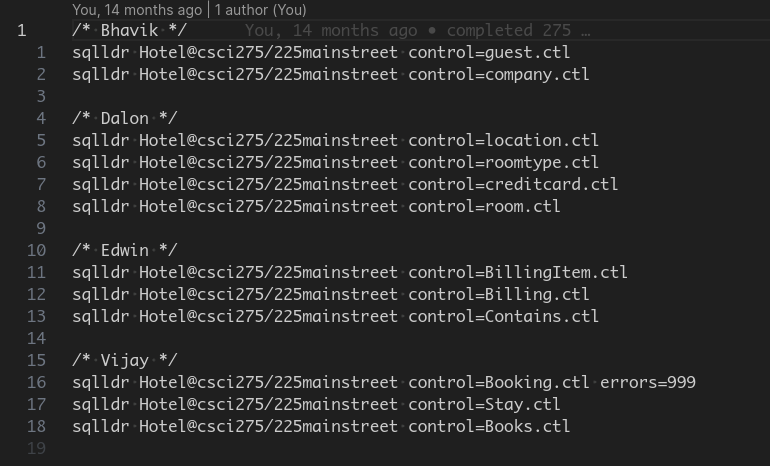 You, 14 months ago | 1 author (You)
1 /* Bhavik */ You, 14 months ago • completed 275 …
1 sqlldr Hotel@csci275/225mainstreet control=guest.ctl
2 sqlldr Hotel@csci275/225mainstreet control=company.ctl
3
4 /* Dalon */
5 sqlldr Hotel@csci275/225mainstreet control=location.ctl
6 sqlldr Hotel@csci275/225mainstreet control=roomtype.ctl
7 sqlldr Hotel@csci275/225mainstreet control=creditcard.ctl
8 sqlldr Hotel@csci275/225mainstreet control=room.ctl
9
10 /* Edwin */
11 sqlldr Hotel@csci275/225mainstreet control=BillingItem.ctl
12 sqlldr Hotel@csci275/225mainstreet control=Billing.ctl
13 sqlldr Hotel@csci275/225mainstreet control=Contains.ctl
14
15 /* Vijay */
16 sqlldr Hotel@csci275/225mainstreet control=Booking.ctl errors=999
17 sqlldr Hotel@csci275/225mainstreet control=Stay.ctl
18 sqlldr Hotel@csci275/225mainstreet control=Books.ctl
19